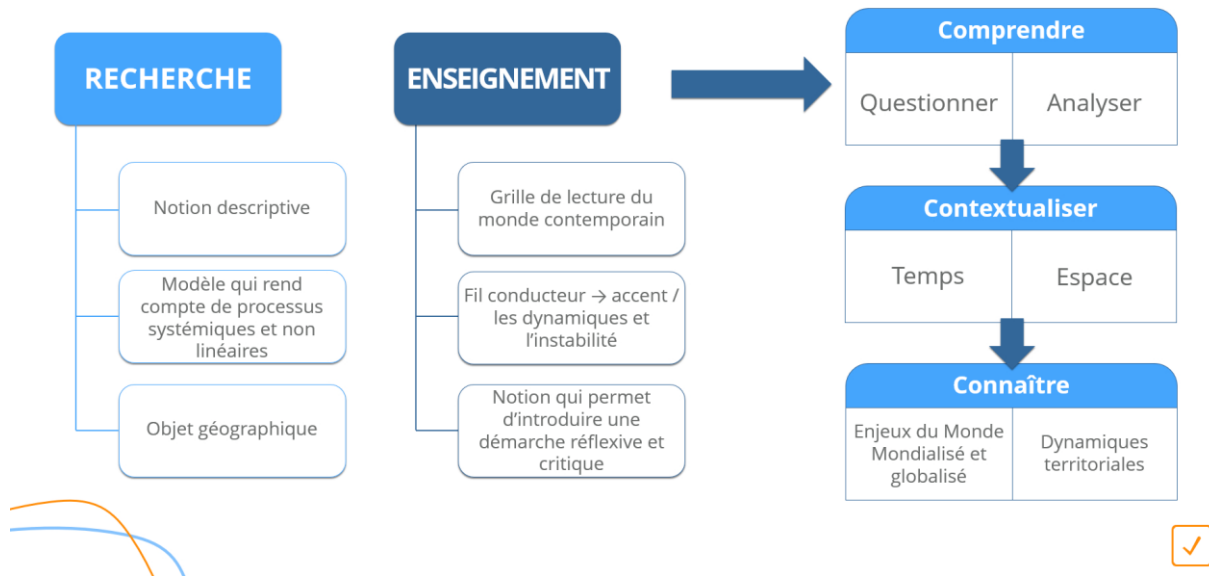 RECHERCHE
Notion descriptive
Modèle qui rend
compte de processus
systémiques et non
linéaires
Objet géographique
ENSEIGNEMENT
Grille de lecture du
monde contemporain
Fil conducteur → accent /
les dynamiques et
l'instabilité
Notion qui permet
d'introduire une
démarche réflexive et
critique
Comprendre
Questionner
Analyser
Contextualiser
Temps
Espace
Connaître
Enjeux du Monde
Mondialisé et
globalisé
Dynamiques
territoriales